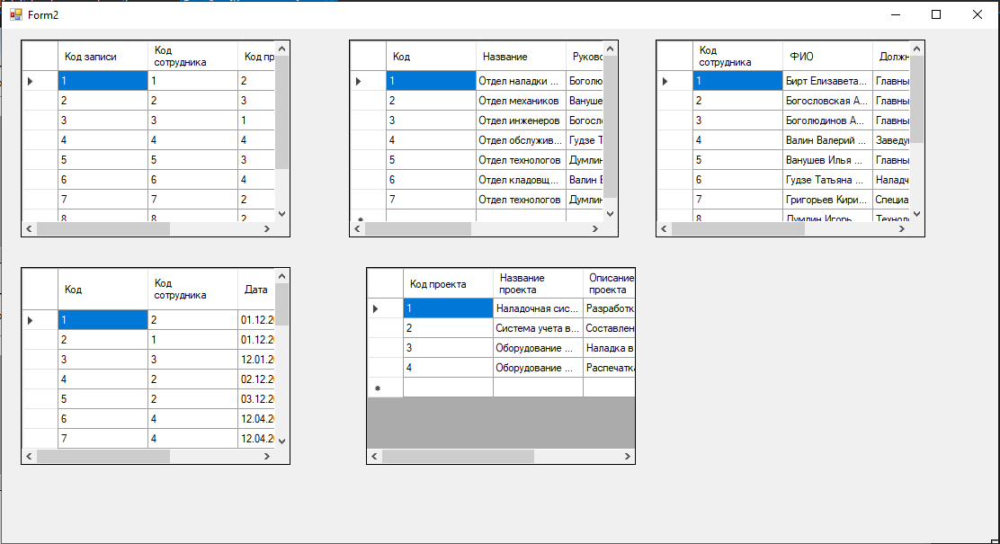 Form2
Код записи Код сотрудника Код пр
1 1 2
2 2 3
3 3 1
4 4 4
5 5 3
6 6 4
7 7 2
8 8 2
Код Название Руково
1 Отдел наладки ... Боголю
2 Отдел механиков Вануше
3 Отдел инженеров Богосло
4 Отдел обслужив... Гудзе Т
5 Отдел технологов Думлин
6 Отдел кладовщ... Валин В
7 Отдел технологов Думлин
Код сотрудника ФИО Должн
1 Бирт Елизавета... Главны
2 Богословская А... Главны
3 Боголюдинов А... Главны
4 Валин Валерий ... Заведу
5 Ванушев Илья ... Главны
6 Гудзе Татьяна ... Наладч
7 Григорьев Кири... Специа
8 Думлин Игорь Технол
Код Код сотрудника Дата
1 2 01.12.20
2 1 01.12.20
3 3 12.01.20
4 2 02.12.20
5 2 03.12.20
6 4 12.04.20
7 4 12.04.20
Код проекта Название проекта Описание проекта
1 Наладочная сис... Разработк
2 Система учета в... Составлен
3 Оборудование ... Наладка в
4 Оборудование ... Распечатка